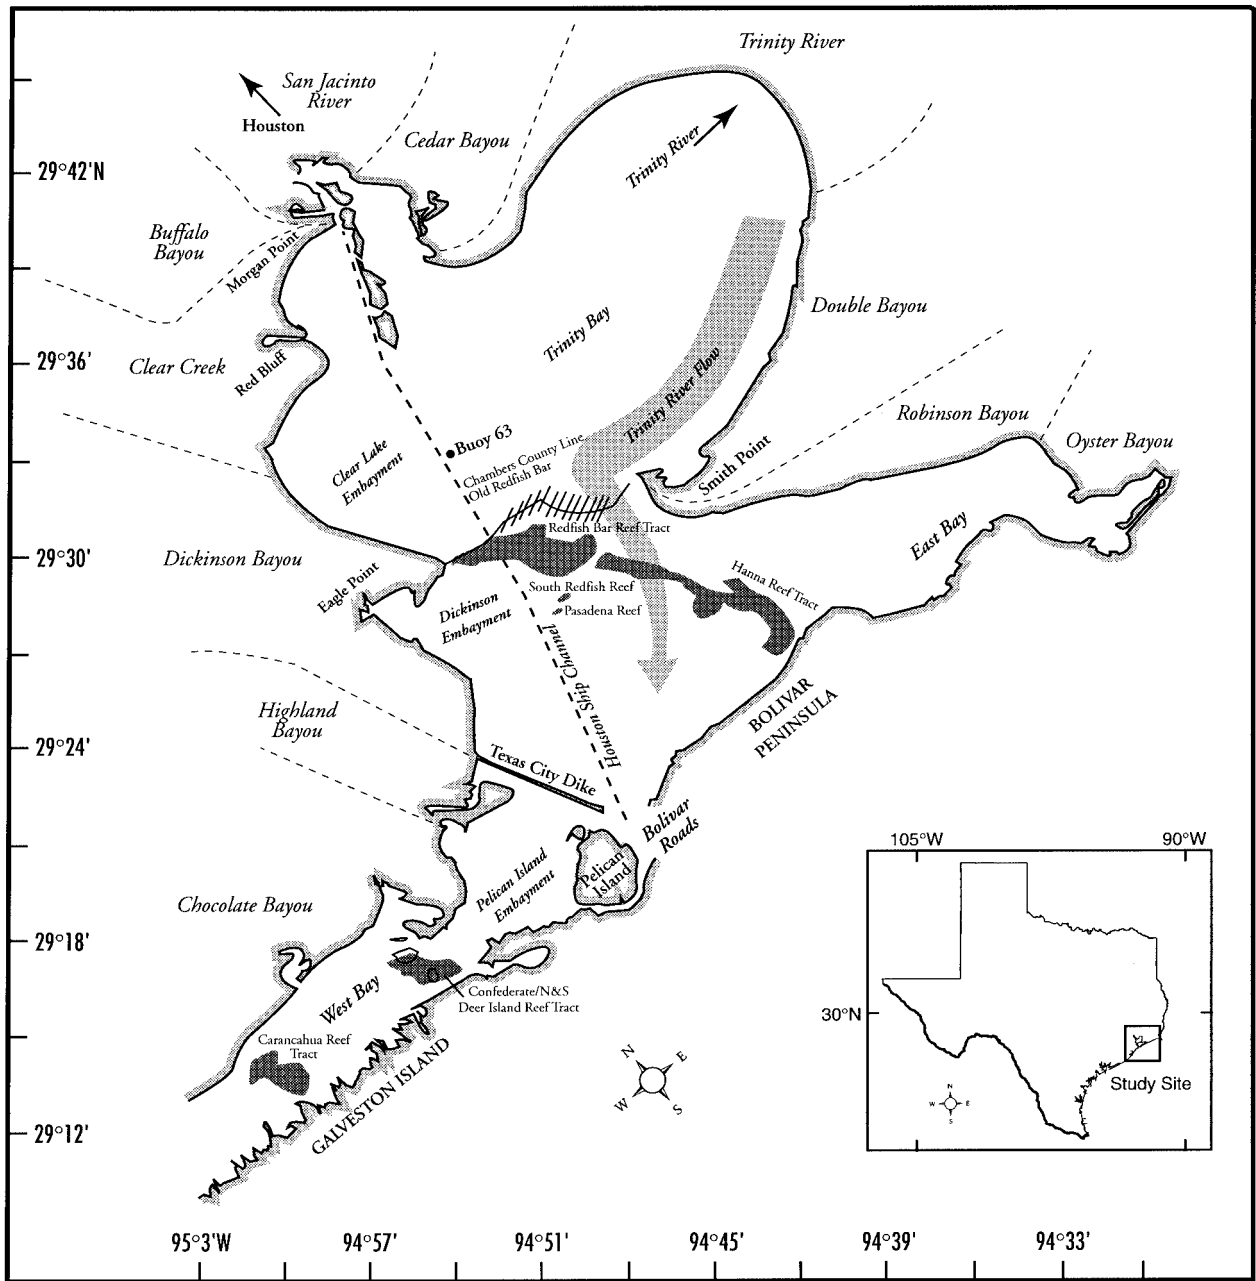 Trinity River
San Jacinto
River
Houston
Cedar Bayou
Trinity River
29°42'N
Buffalo
Bayou
Morgan Point
Double Bayou
Trinity Bay
29°36'
Clear Creek
Red Bluff
Trinity River Flow
Robinson Bayou
Buoy 63
Oyster Bayou
Chambers County Line
Old Redfish Bar
Smith Point
Clear Lake
Embayment
Redfish Bar Reef Tract
East Bay
29°30'
Dickinson Bayou
Eagle Point
Hanna Reef Tract
South Redfish Reef
Pasadena Reef
Dickinson
Embayment
Houston Ship Channel
Highland
Bayou
BOLIVAR
PENINSULA
29°24'
Texas City Dike
Bolivar
Roads
105°W
90°W
Pelican
Island
Pelican Island
Embayment
Chocolate Bayou
29°18'
West Bay
Confederate/N&S
Deer Island Reef Tract
30°N
Carancahua Reef
Tract
GALVESTON ISLAND
N
E
W
S
Study Site
N
W
E
S
29°12'
95°3'W
94°57'
94°51'
94°45'
94°39'
94°33'